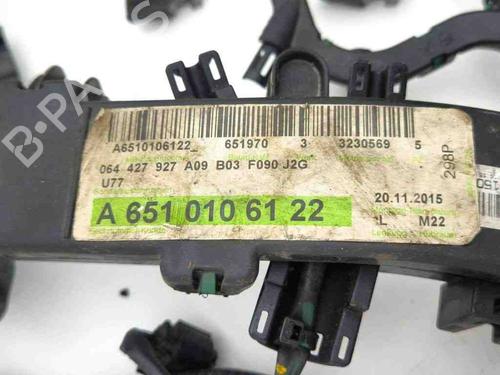 A6510106122 651970 3 3230569 5
064 427 927 A09 B03 F090 J2G
U77
298P
A 651 010 61 22
20.11.2015
L M22
B-PA